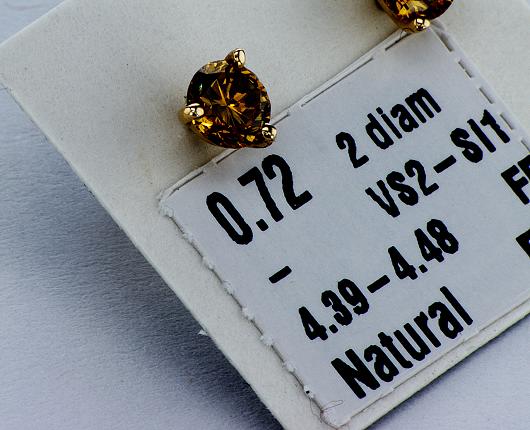 0.72 2 diam
- VS2-SI1
4.39-4.48
Natural